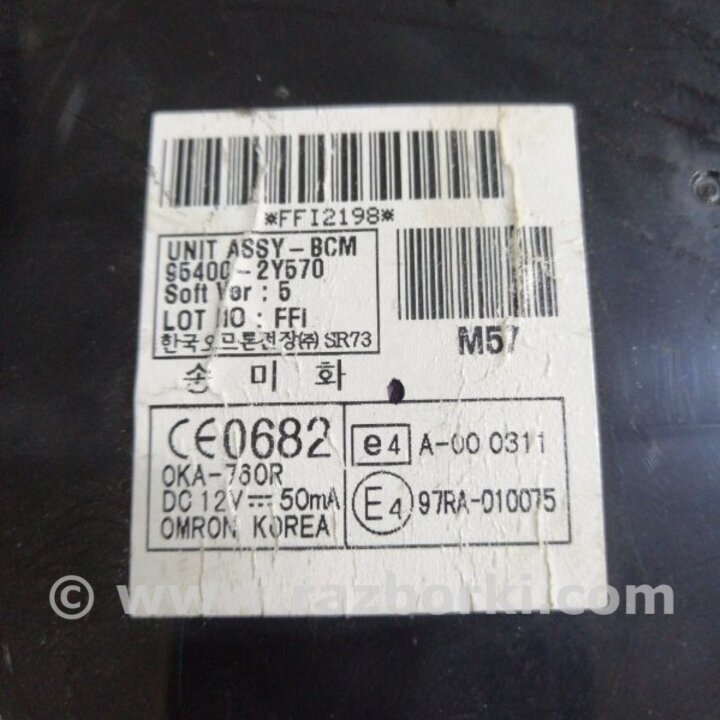 *FFI2198*
UNIT ASSY-BCM
95400-2Y570
Soft Ver : 5
LOT NO : FFI
한국오므론전장(주) SR73
M57
송 미 화
CE0682
OKA-760R
DC 12V 50mA
OMRON KOREA
e4 A-00 0311
E4 97RA-010075
© www.razborki.com